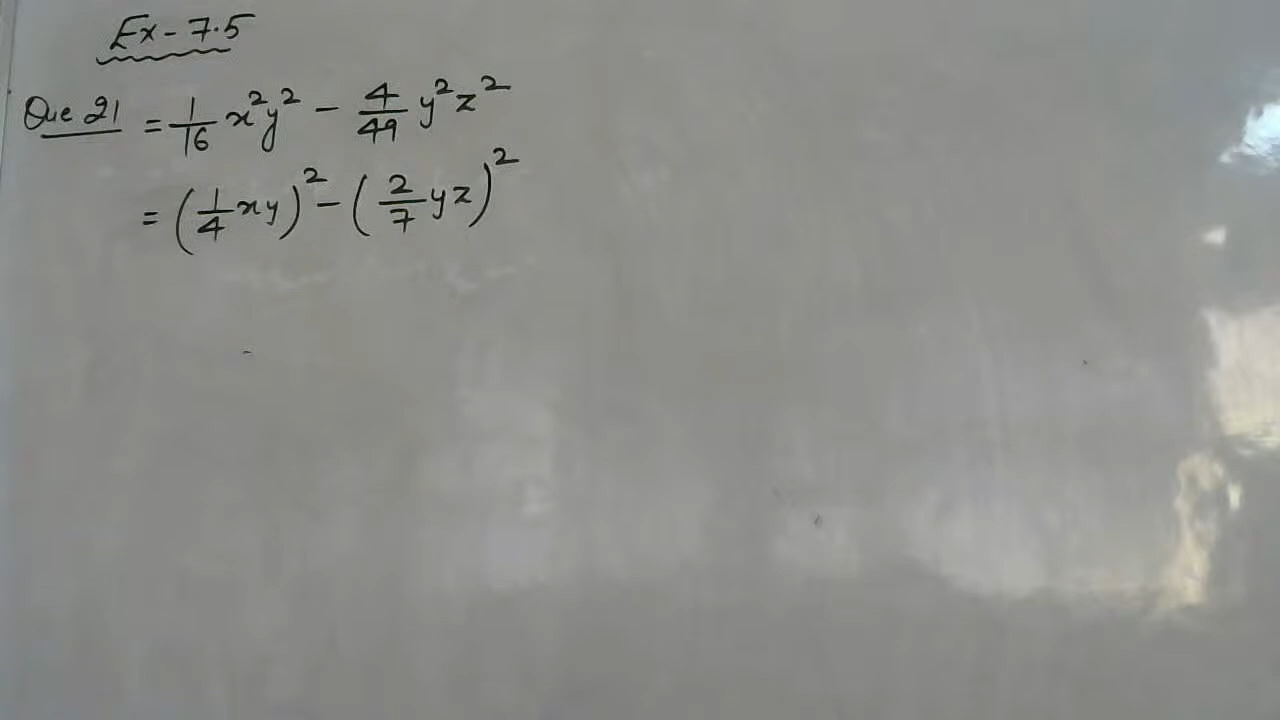 Ex - 7.5
Que 21 = 1/16 x²y² - 4/49 y²z²
= (1/4 xy)² - (2/7 yz)²